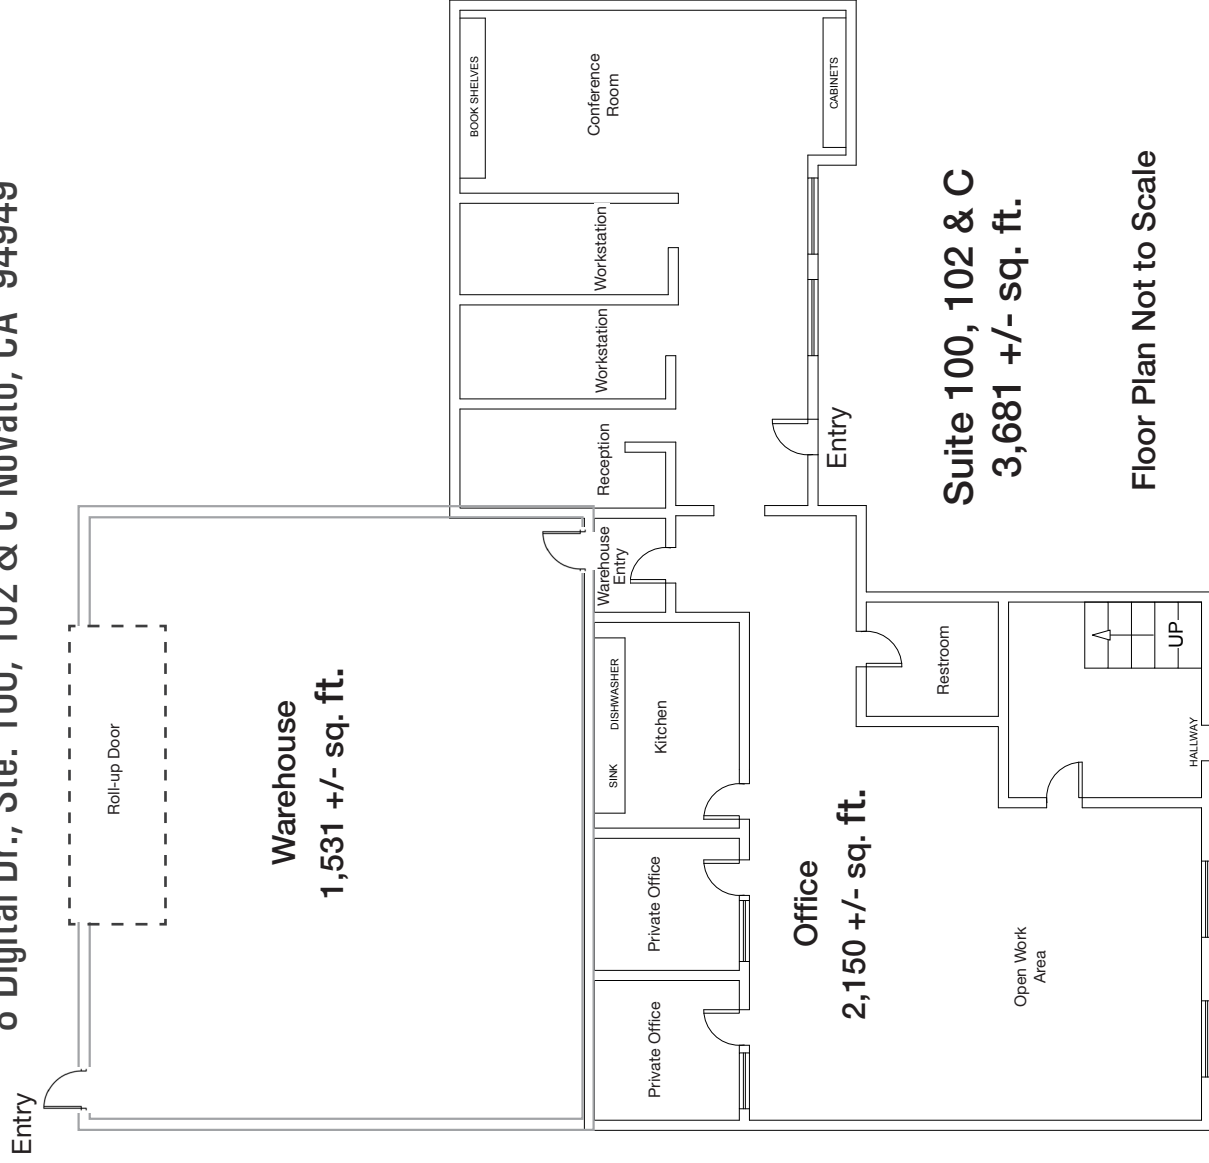 8 Digital Dr., Ste. 100, 102 & C Novato, CA 94949
Entry
Roll-up Door
Warehouse
1,531 +/- sq. ft.
BOOK SHELVES
Conference
Room
CABINETS
Workstation
Workstation
Reception
Warehouse
Entry
SINK
DISHWASHER
Kitchen
Private Office
Private Office
Office
2,150 +/- sq. ft.
Entry
Restroom
Open Work
Area
UP
HALLWAY
Suite 100, 102 & C
3,681 +/- sq. ft.
Floor Plan Not to Scale